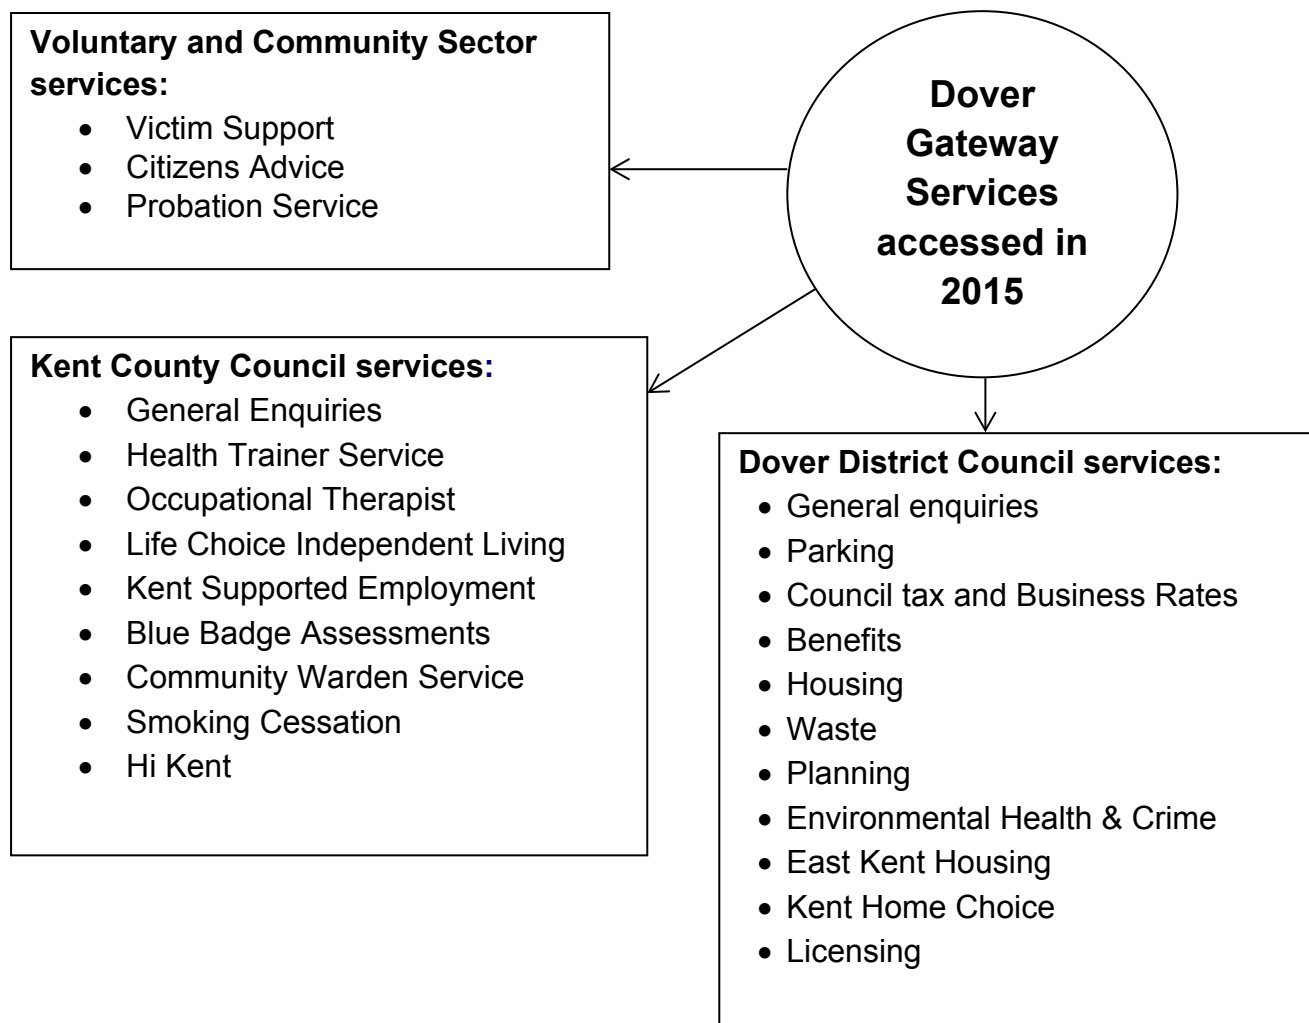 Voluntary and Community Sector
services:
• Victim Support
• Citizens Advice
• Probation Service
Dover
Gateway
Services
accessed in
2015
Kent County Council services:
• General Enquiries
• Health Trainer Service
• Occupational Therapist
• Life Choice Independent Living
• Kent Supported Employment
• Blue Badge Assessments
• Community Warden Service
• Smoking Cessation
• Hi Kent
Dover District Council services:
• General enquiries
• Parking
• Council tax and Business Rates
• Benefits
• Housing
• Waste
• Planning
• Environmental Health & Crime
• East Kent Housing
• Kent Home Choice
• Licensing